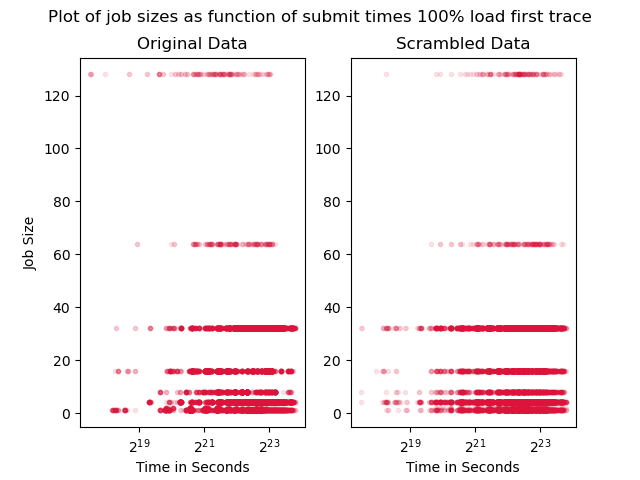 Plot of job sizes as function of submit times 100% load first trace
Original Data
Scrambled Data
Job Size
120
100
80
60
40
20
0
2^19 2^21 2^23
Time in Seconds
120
100
80
60
40
20
0
2^19 2^21 2^23
Time in Seconds